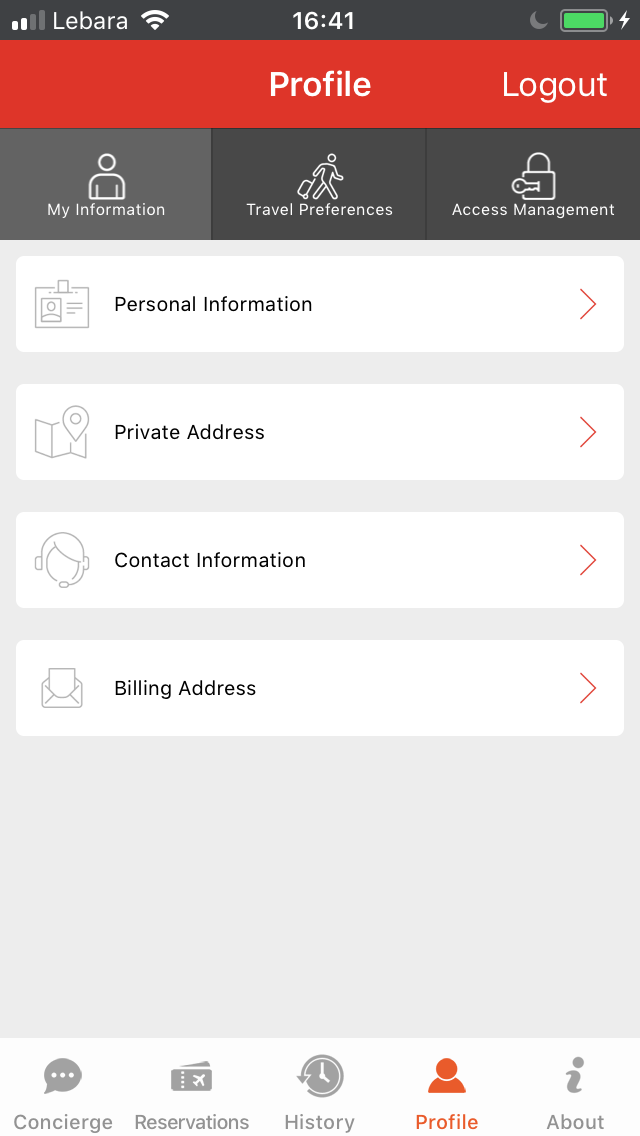 Lebara 16:41
Profile Logout
My Information Travel Preferences Access Management
Personal Information
Private Address
Contact Information
Billing Address
Concierge Reservations History Profile About